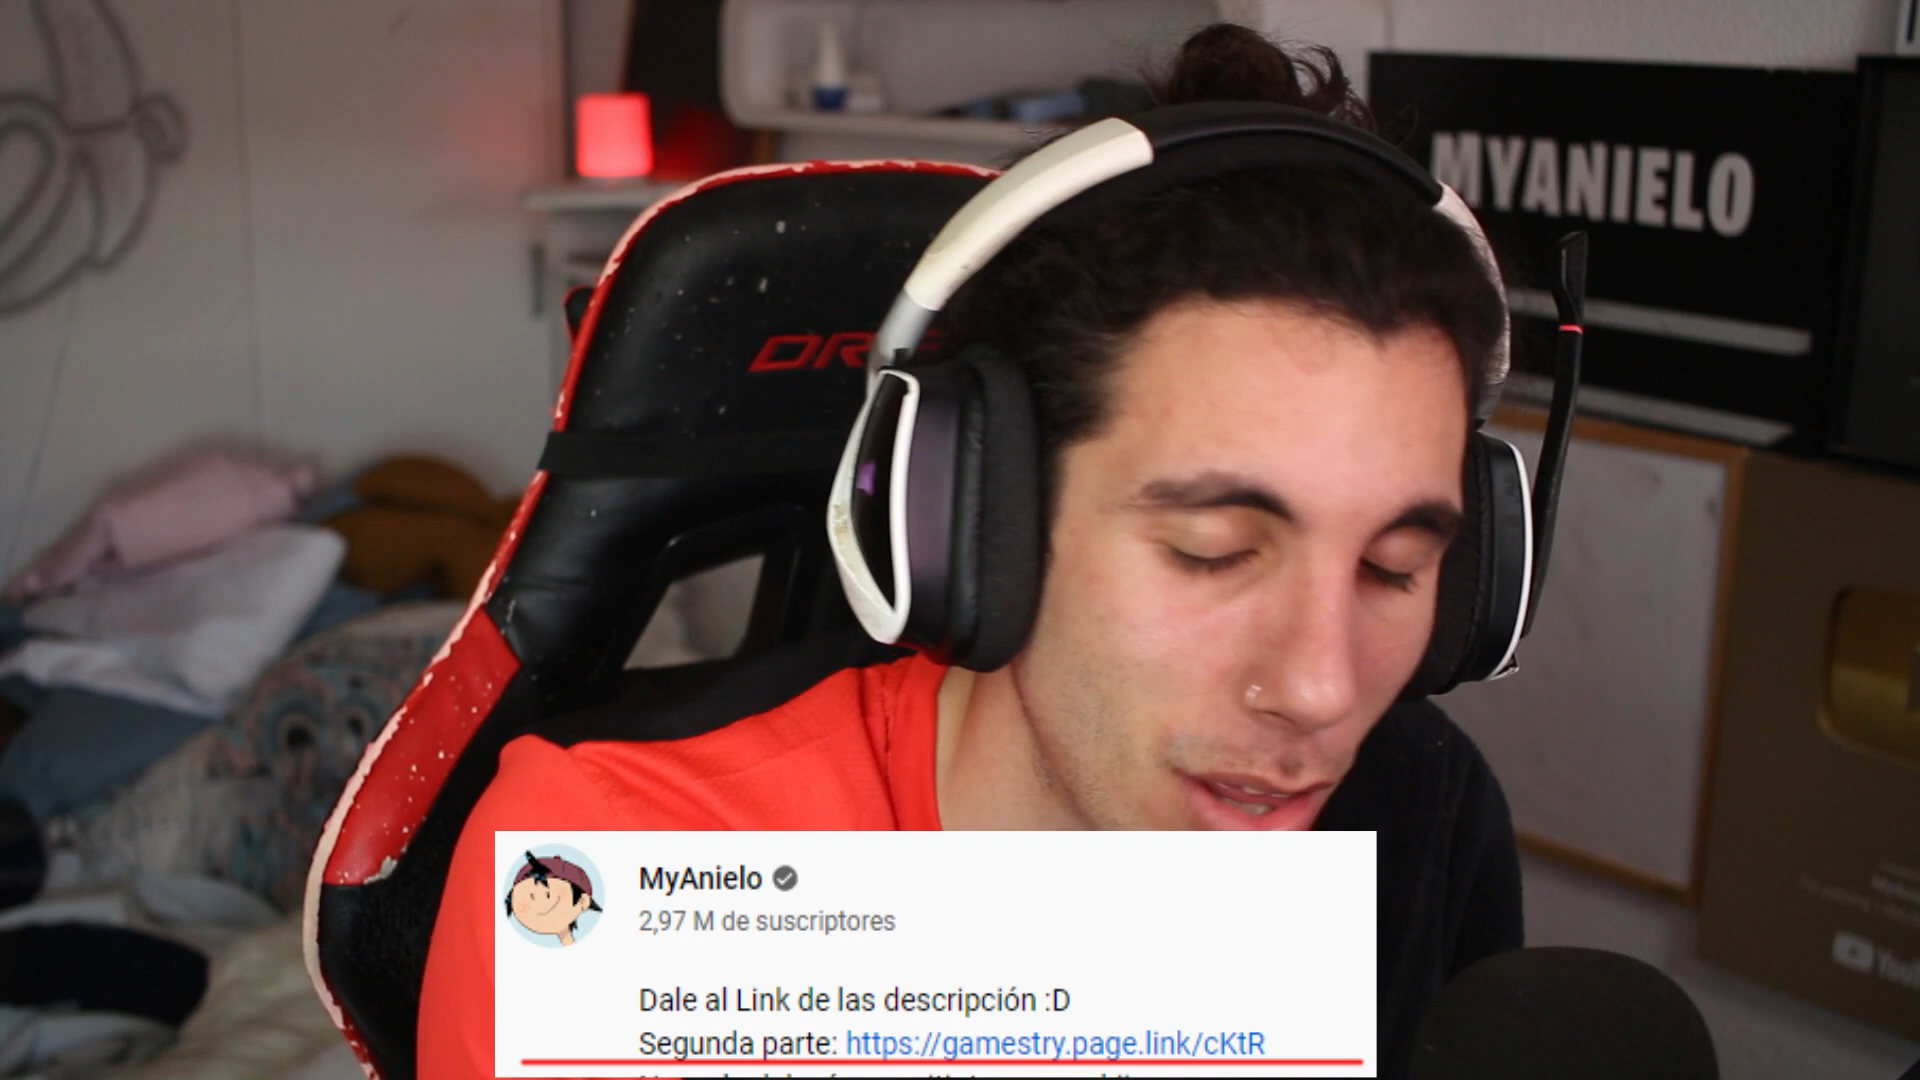 MYANIELO
MyAnielo
2,97 M de suscriptores
Dale al Link de las descripción :D
Segunda parte: https://gamestry.page.link/cKtR